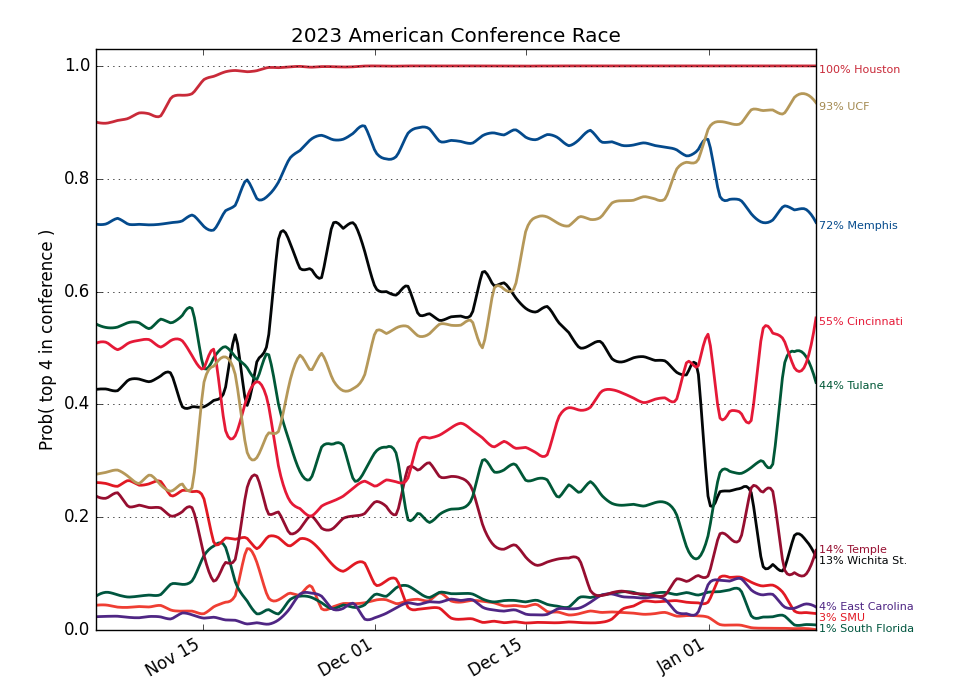 2023 American Conference Race
Prob( top 4 in conference )
1.0
0.8
0.6
0.4
0.2
0.0
Nov 15
Dec 01
Dec 15
Jan 01
100% Houston
93% UCF
72% Memphis
55% Cincinnati
44% Tulane
14% Temple
13% Wichita St.
4% East Carolina
3% SMU
1% South Florida